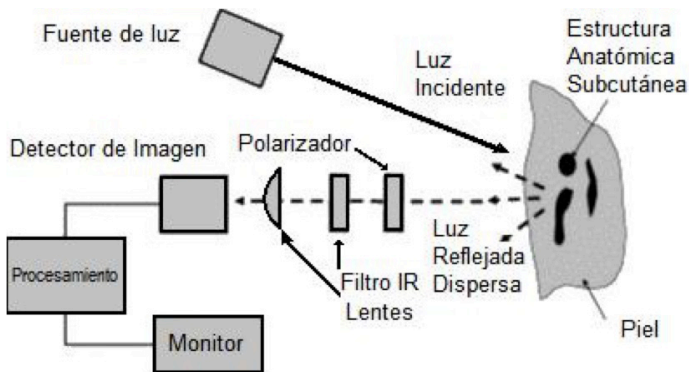 Fuente de luz
Estructura
Anatómica
Subcutánea
Luz
Incidente
Detector de Imagen
Polarizador
Procesamiento
Luz
Reflejada
Dispersa
Filtro IR
Lentes
Piel
Monitor